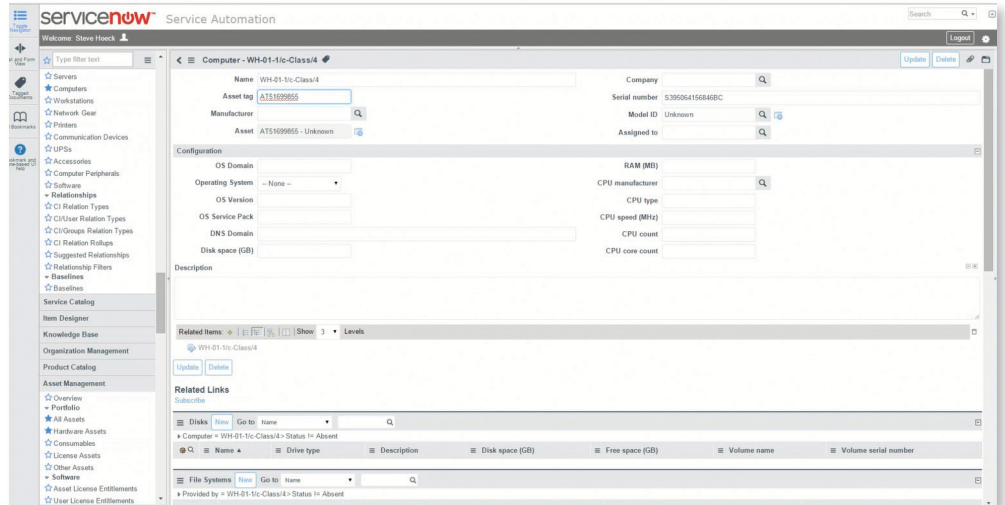 servicenow Service Automation
Search
Welcome: Steve Hoeck
Logout
Toggle Navigator
View
Tagged Documents
Bookmarks
help
Type filter text
Servers
Computers
Workstations
Network Gear
Printers
Communication Devices
UPSs
Accessories
Computer Peripherals
Software
Relationships
CI Relation Types
CI/User Relation Types
CI/Groups Relation Types
CI Relation Rollups
Suggested Relationships
Relationship Filters
Baselines
Baselines
Service Catalog
Item Designer
Knowledge Base
Organization Management
Product Catalog
Asset Management
Overview
Portfolio
All Assets
Hardware Assets
Consumables
License Assets
Other Assets
Software
Asset License Entitlements
User License Entitlements
Computer - WH-01-1/c-Class/4
Update Delete
Name WH-01-1/c-Class/4
Company
Asset tag AT51699855
Serial number S395064156846BC
Manufacturer
Model ID Unknown
Asset AT51699855 - Unknown
Assigned to
Configuration
OS Domain
RAM (MB)
Operating System -- None --
CPU manufacturer
OS Version
CPU type
OS Service Pack
CPU speed (MHz)
DNS Domain
CPU count
Disk space (GB)
CPU core count
Description
Related Items: Show 3 Levels
WH-01-1/c-Class/4
Update Delete
Related Links
Subscribe
Disks New Go to Name
Computer = WH-01-1/c-Class/4 > Status != Absent
Name Drive type Description Disk space (GB) Free space (GB) Volume name Volume serial number
File Systems New Go to Name
Provided by = WH-01-1/c-Class/4 > Status != Absent